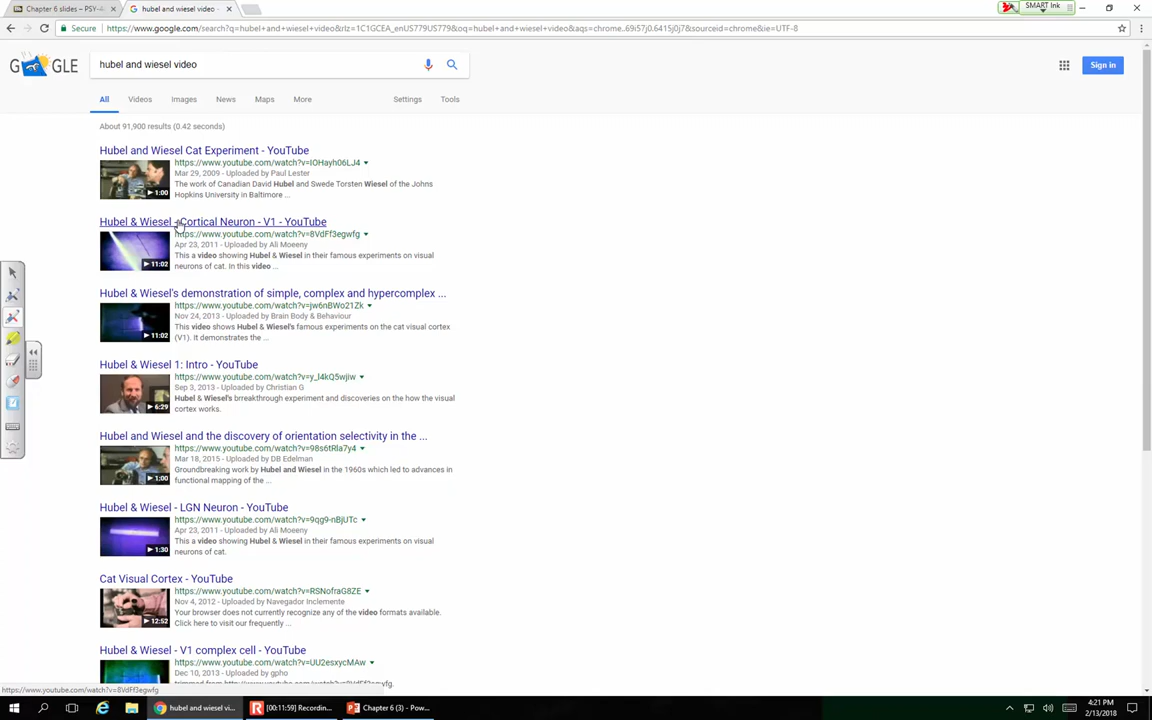 Chapter 6 slides – PSY-4
hubel and wiesel video
SMART Ink
Secure
https://www.google.com/search?q=hubel+and+wiesel+video&rlz=1C1GCEA_enUS779US779&oq=hubel+and+wiesel+video&aqs=chrome..69i57j0.6415j0j7&sourceid=chrome&ie=UTF-8
G GLE
hubel and wiesel video
Sign in
All Videos Images News Maps More Settings Tools
About 91,900 results (0.42 seconds)
Hubel and Wiesel Cat Experiment - YouTube
https://www.youtube.com/watch?v=IOHayh06LJ4
Mar 29, 2009 - Uploaded by Paul Lester
The work of Canadian David Hubel and Swede Torsten Wiesel of the Johns
Hopkins University in Baltimore ...
1:00
Hubel & Wiesel - Cortical Neuron - V1 - YouTube
https://www.youtube.com/watch?v=8VdFf3egwfg
Apr 23, 2011 - Uploaded by Ali Moeeny
This a video showing Hubel & Wiesel in their famous experiments on visual
neurons of cat. In this video ...
11:02
Hubel & Wiesel's demonstration of simple, complex and hypercomplex ...
https://www.youtube.com/watch?v=jw6nBWo21Zk
Nov 24, 2013 - Uploaded by Brain Body & Behaviour
This video shows Hubel & Wiesel's famous experiments on the cat visual cortex
(V1). It demonstrates the ...
11:02
Hubel & Wiesel 1: Intro - YouTube
https://www.youtube.com/watch?v=y_l4kQ5wjiw
Sep 3, 2013 - Uploaded by Christian G
Hubel & Wiesel's brreakthrough experiment and discoveries on the how the visual
cortex works.
6:29
Hubel and Wiesel and the discovery of orientation selectivity in the ...
https://www.youtube.com/watch?v=98s6tRla7y4
Mar 18, 2015 - Uploaded by DB Edelman
Groundbreaking work by Hubel and Wiesel in the 1960s which led to advances in
functional mapping of the ...
1:00
Hubel & Wiesel - LGN Neuron - YouTube
https://www.youtube.com/watch?v=9qg9-nBjUTc
Apr 23, 2011 - Uploaded by Ali Moeeny
This a video showing Hubel & Wiesel in their famous experiments on visual
neurons of cat.
1:30
Cat Visual Cortex - YouTube
https://www.youtube.com/watch?v=RSNofraG8ZE
Nov 4, 2012 - Uploaded by Navegador Inclemente
Your browser does not currently recognize any of the video formats available.
Click here to visit our frequently ...
12:52
Hubel & Wiesel - V1 complex cell - YouTube
https://www.youtube.com/watch?v=UU2esxycMAw
Dec 10, 2013 - Uploaded by gpho
https://www.youtube.com/watch?v=8VdFf3egwfg
hubel and wiesel vi...
[00:11:59] Recordin...
Chapter 6 (3) - Pow...
4:21 PM
2/13/2018